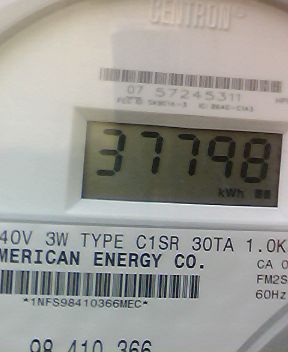 CENTRON
07 57245311
37798
kWh
40V 3W TYPE C1SR 30TA 1.0K
MERICAN ENERGY CO.
CA 0
FM2S
60Hz
*1NFS98410366MEC*
98 410 366